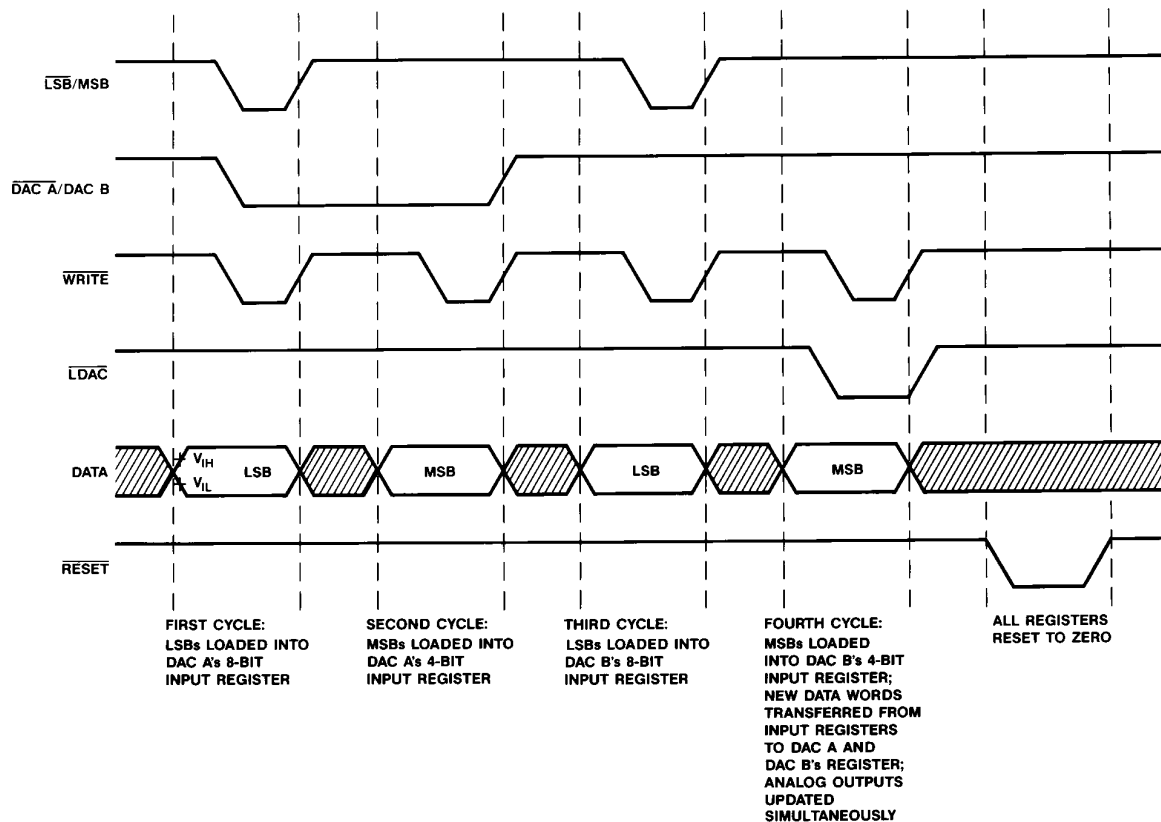 LSB/MSB
DAC A/DAC B
WRITE
LDAC
DATA
VIH
VIL
LSB
MSB
LSB
MSB
RESET
FIRST CYCLE:
LSBs LOADED INTO
DAC A's 8-BIT
INPUT REGISTER
SECOND CYCLE:
MSBs LOADED INTO
DAC A's 4-BIT
INPUT REGISTER
THIRD CYCLE:
LSBs LOADED INTO
DAC B's 8-BIT
INPUT REGISTER
FOURTH CYCLE:
MSBs LOADED
INTO DAC B's 4-BIT
INPUT REGISTER;
NEW DATA WORDS
TRANSFERRED FROM
INPUT REGISTERS
TO DAC A AND
DAC B's REGISTER;
ANALOG OUTPUTS
UPDATED
SIMULTANEOUSLY
ALL REGISTERS
RESET TO ZERO